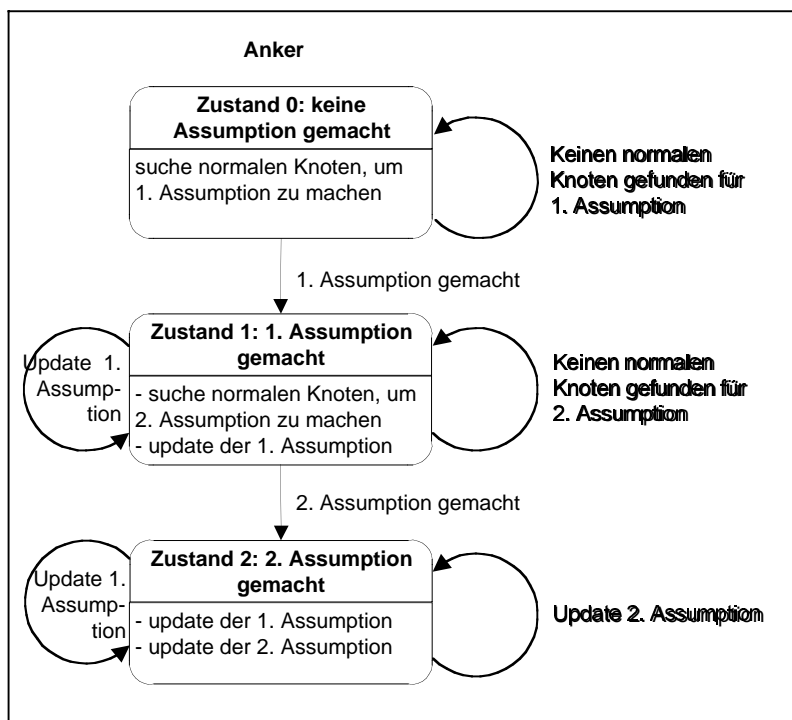 Anker
Zustand 0: keine
Assumption gemacht
suche normalen Knoten, um
1. Assumption zu machen
Keinen normalen
Knoten gefunden für
1. Assumption
1. Assumption gemacht
Zustand 1: 1. Assumption
gemacht
- suche normalen Knoten, um
2. Assumption zu machen
- update der 1. Assumption
Update 1.
Assump-
tion
Keinen normalen
Knoten gefunden für
2. Assumption
2. Assumption gemacht
Zustand 2: 2. Assumption
gemacht
- update der 1. Assumption
- update der 2. Assumption
Update 1.
Assump-
tion
Update 2. Assumption